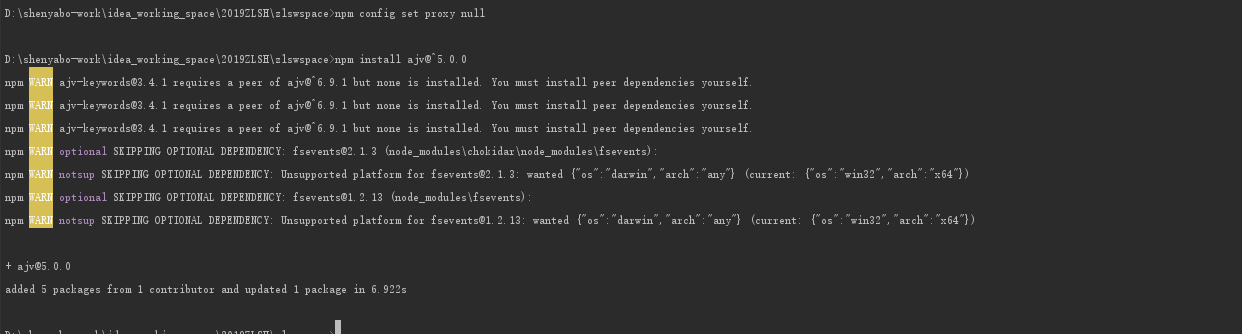 D:\shenyabo-work\idea_working_space\2019ZLSH\zlswspace>npm config set proxy null
D:\shenyabo-work\idea_working_space\2019ZLSH\zlswspace>npm install ajv@^5.0.0
npm WARN ajv-keywords@3.4.1 requires a peer of ajv@^6.9.1 but none is installed. You must install peer dependencies yourself.
npm WARN ajv-keywords@3.4.1 requires a peer of ajv@^6.9.1 but none is installed. You must install peer dependencies yourself.
npm WARN ajv-keywords@3.4.1 requires a peer of ajv@^6.9.1 but none is installed. You must install peer dependencies yourself.
npm WARN optional SKIPPING OPTIONAL DEPENDENCY: fsevents@2.1.3 (node_modules\chokidar\node_modules\fsevents):
npm WARN notsup SKIPPING OPTIONAL DEPENDENCY: Unsupported platform for fsevents@2.1.3: wanted {"os":"darwin","arch":"any"} (current: {"os":"win32","arch":"x64"})
npm WARN optional SKIPPING OPTIONAL DEPENDENCY: fsevents@1.2.13 (node_modules\fsevents):
npm WARN notsup SKIPPING OPTIONAL DEPENDENCY: Unsupported platform for fsevents@1.2.13: wanted {"os":"darwin","arch":"any"} (current: {"os":"win32","arch":"x64"})
+ ajv@5.0.0
added 5 packages from 1 contributor and updated 1 package in 6.922s